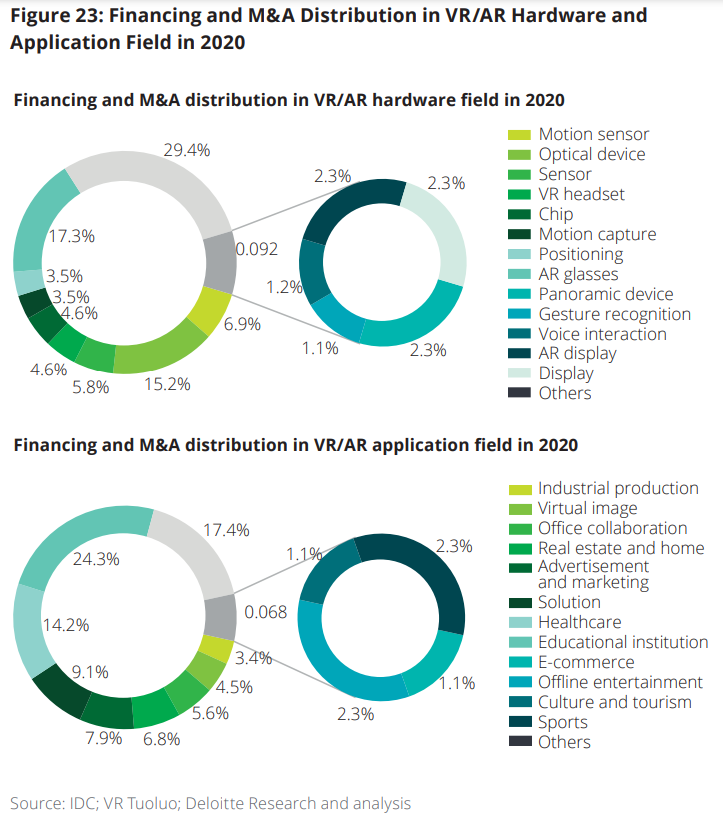 Figure 23: Financing and M&A Distribution in VR/AR Hardware and
Application Field in 2020
Financing and M&A distribution in VR/AR hardware field in 2020
29.4%
17.3%
3.5%
3.5%
4.6%
4.6%
5.8%
15.2%
6.9%
0.092
2.3%
2.3%
1.2%
1.1%
2.3%
Motion sensor
Optical device
Sensor
VR headset
Chip
Motion capture
Positioning
AR glasses
Panoramic device
Gesture recognition
Voice interaction
AR display
Display
Others
Financing and M&A distribution in VR/AR application field in 2020
17.4%
24.3%
14.2%
9.1%
7.9%
6.8%
5.6%
4.5%
3.4%
0.068
1.1%
2.3%
1.1%
2.3%
Industrial production
Virtual image
Office collaboration
Real estate and home
Advertisement
and marketing
Solution
Healthcare
Educational institution
E-commerce
Offline entertainment
Culture and tourism
Sports
Others
Source: IDC; VR Tuoluo; Deloitte Research and analysis